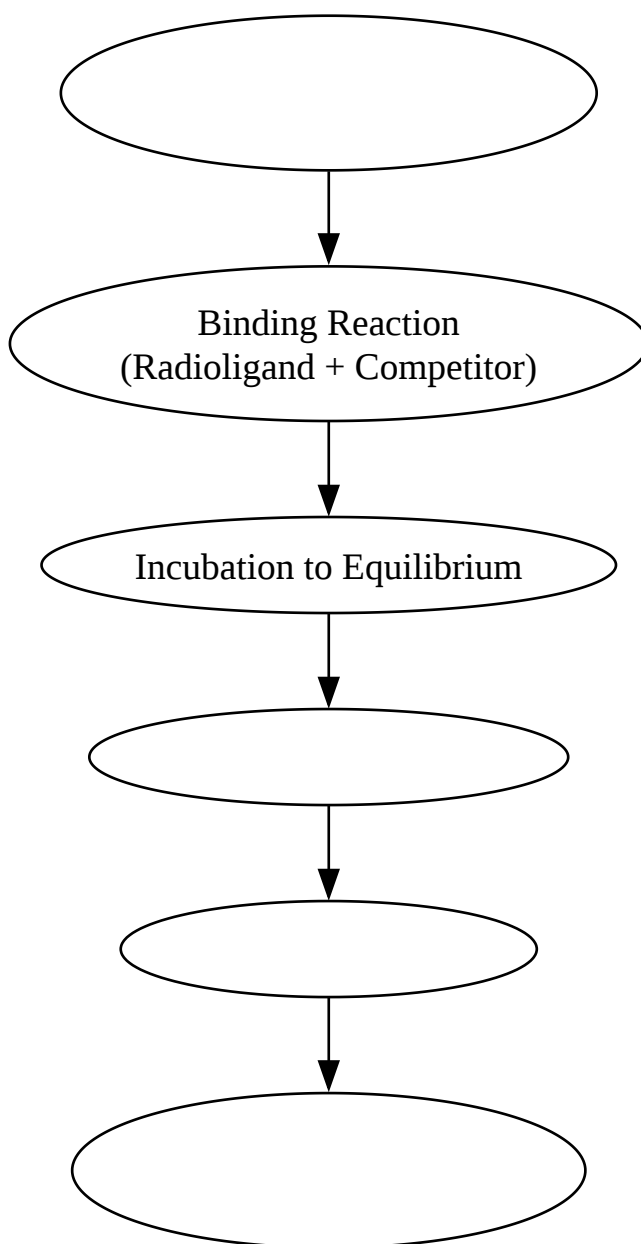 Binding Reaction
(Radioligand + Competitor)
Incubation to Equilibrium